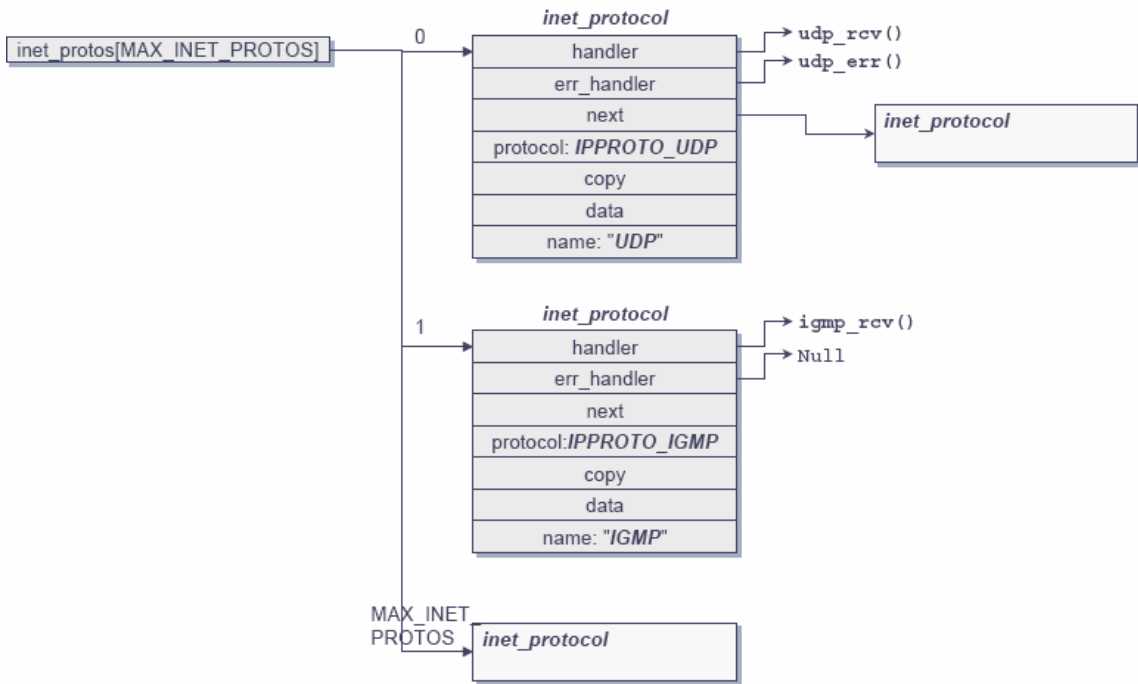 inet_protos[MAX_INET_PROTOS]
0
inet_protocol
handler
udp_rcv()
err_handler
udp_err()
next
inet_protocol
protocol: IPPROTO_UDP
copy
data
name: "UDP"
1
inet_protocol
handler
igmp_rcv()
err_handler
Null
next
protocol:IPPROTO_IGMP
copy
data
name: "IGMP"
MAX_INET_
PROTOS
inet_protocol